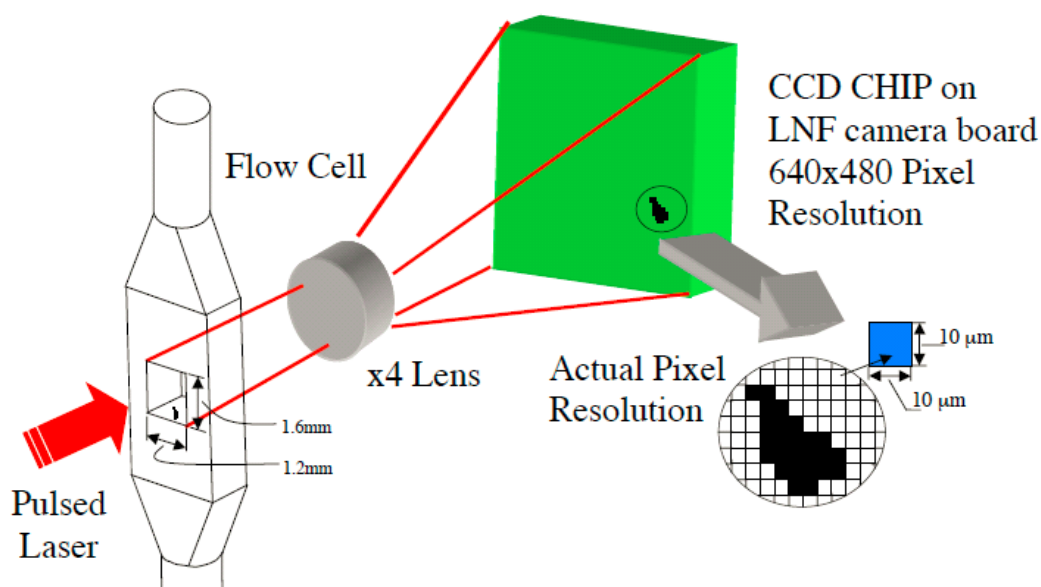 CCD CHIP on
LNF camera board
640x480 Pixel
Resolution
Flow Cell
x4 Lens
Actual Pixel
Resolution
10 μm
10 μm
1.6mm
1.2mm
Pulsed
Laser